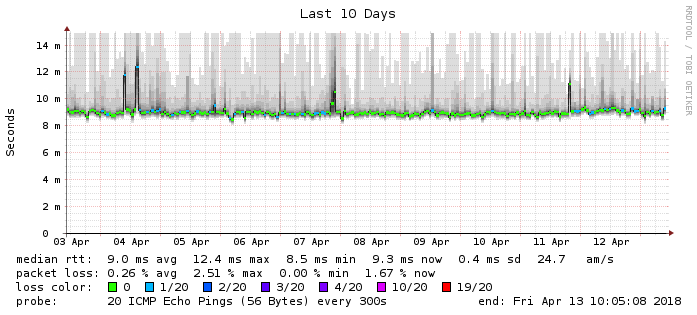 Last 10 Days
RRDTOOL / TOBI OETIKER
Seconds
14 m
12 m
10 m
8 m
6 m
4 m
2 m
0
03 Apr 04 Apr 05 Apr 06 Apr 07 Apr 08 Apr 09 Apr 10 Apr 11 Apr 12 Apr
median rtt: 9.0 ms avg 12.4 ms max 8.5 ms min 9.3 ms now 0.4 ms sd 24.7 am/s
packet loss: 0.26 % avg 2.51 % max 0.00 % min 1.67 % now
loss color: 0 1/20 2/20 3/20 4/20 10/20 19/20
probe: 20 ICMP Echo Pings (56 Bytes) every 300s end: Fri Apr 13 10:05:08 2018